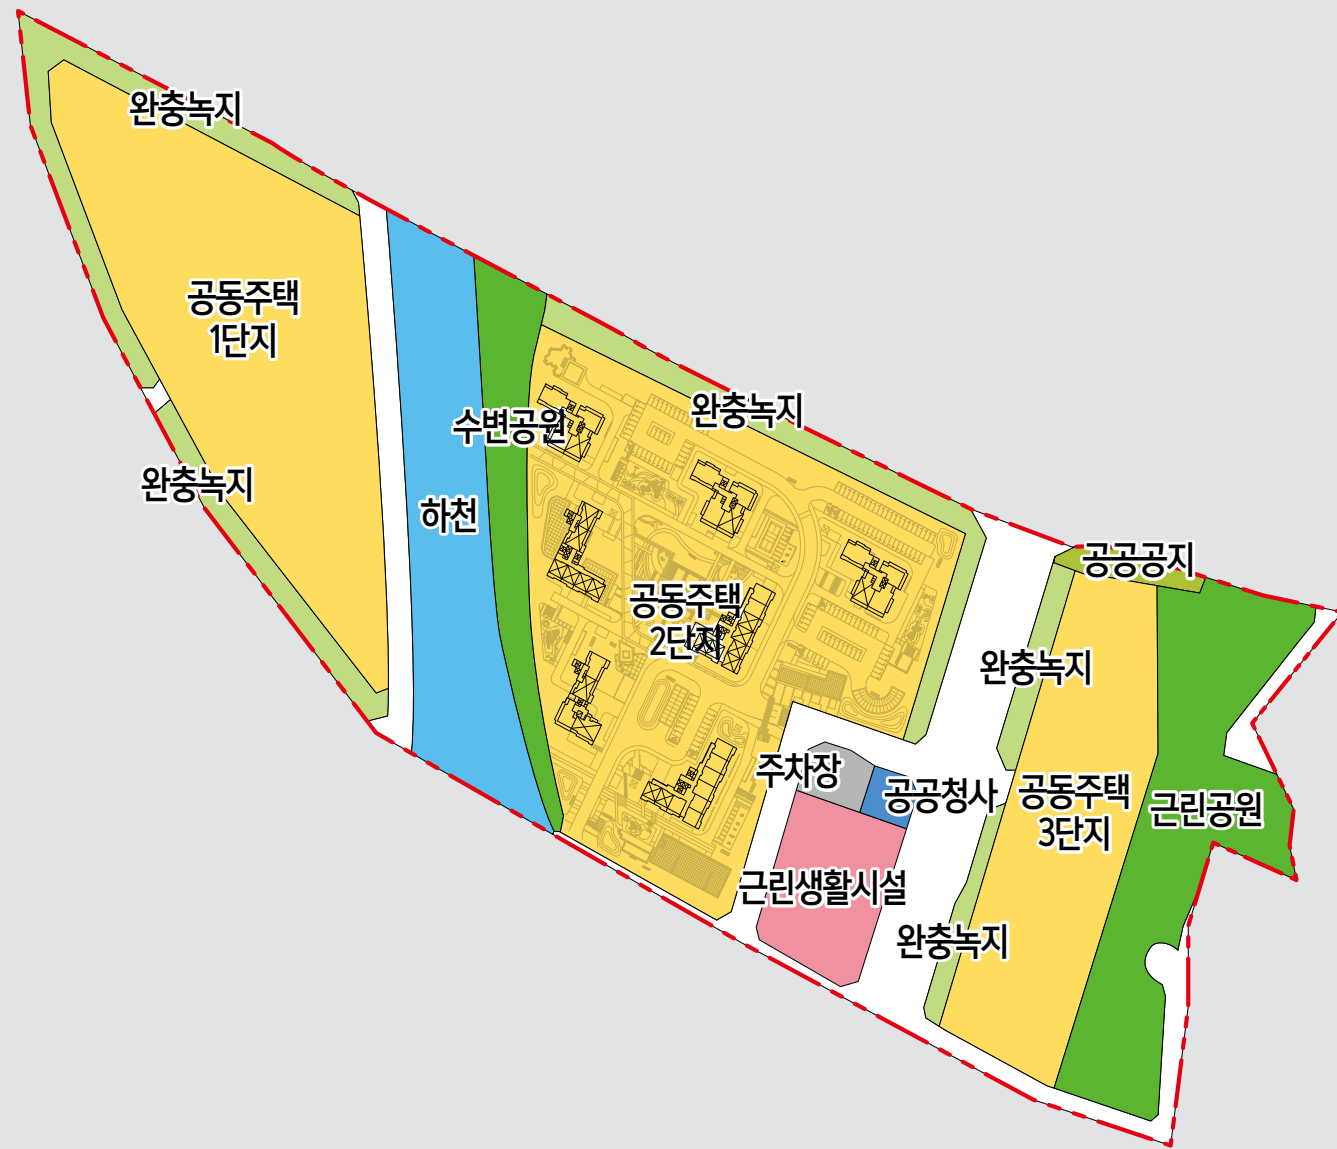 완충녹지
공동주택
1단지
완충녹지
수변공원
하천
완충녹지
공동주택
2단지
공공공지
완충녹지
주차장
공공청사
공동주택
3단지
근린공원
근린생활시설
완충녹지